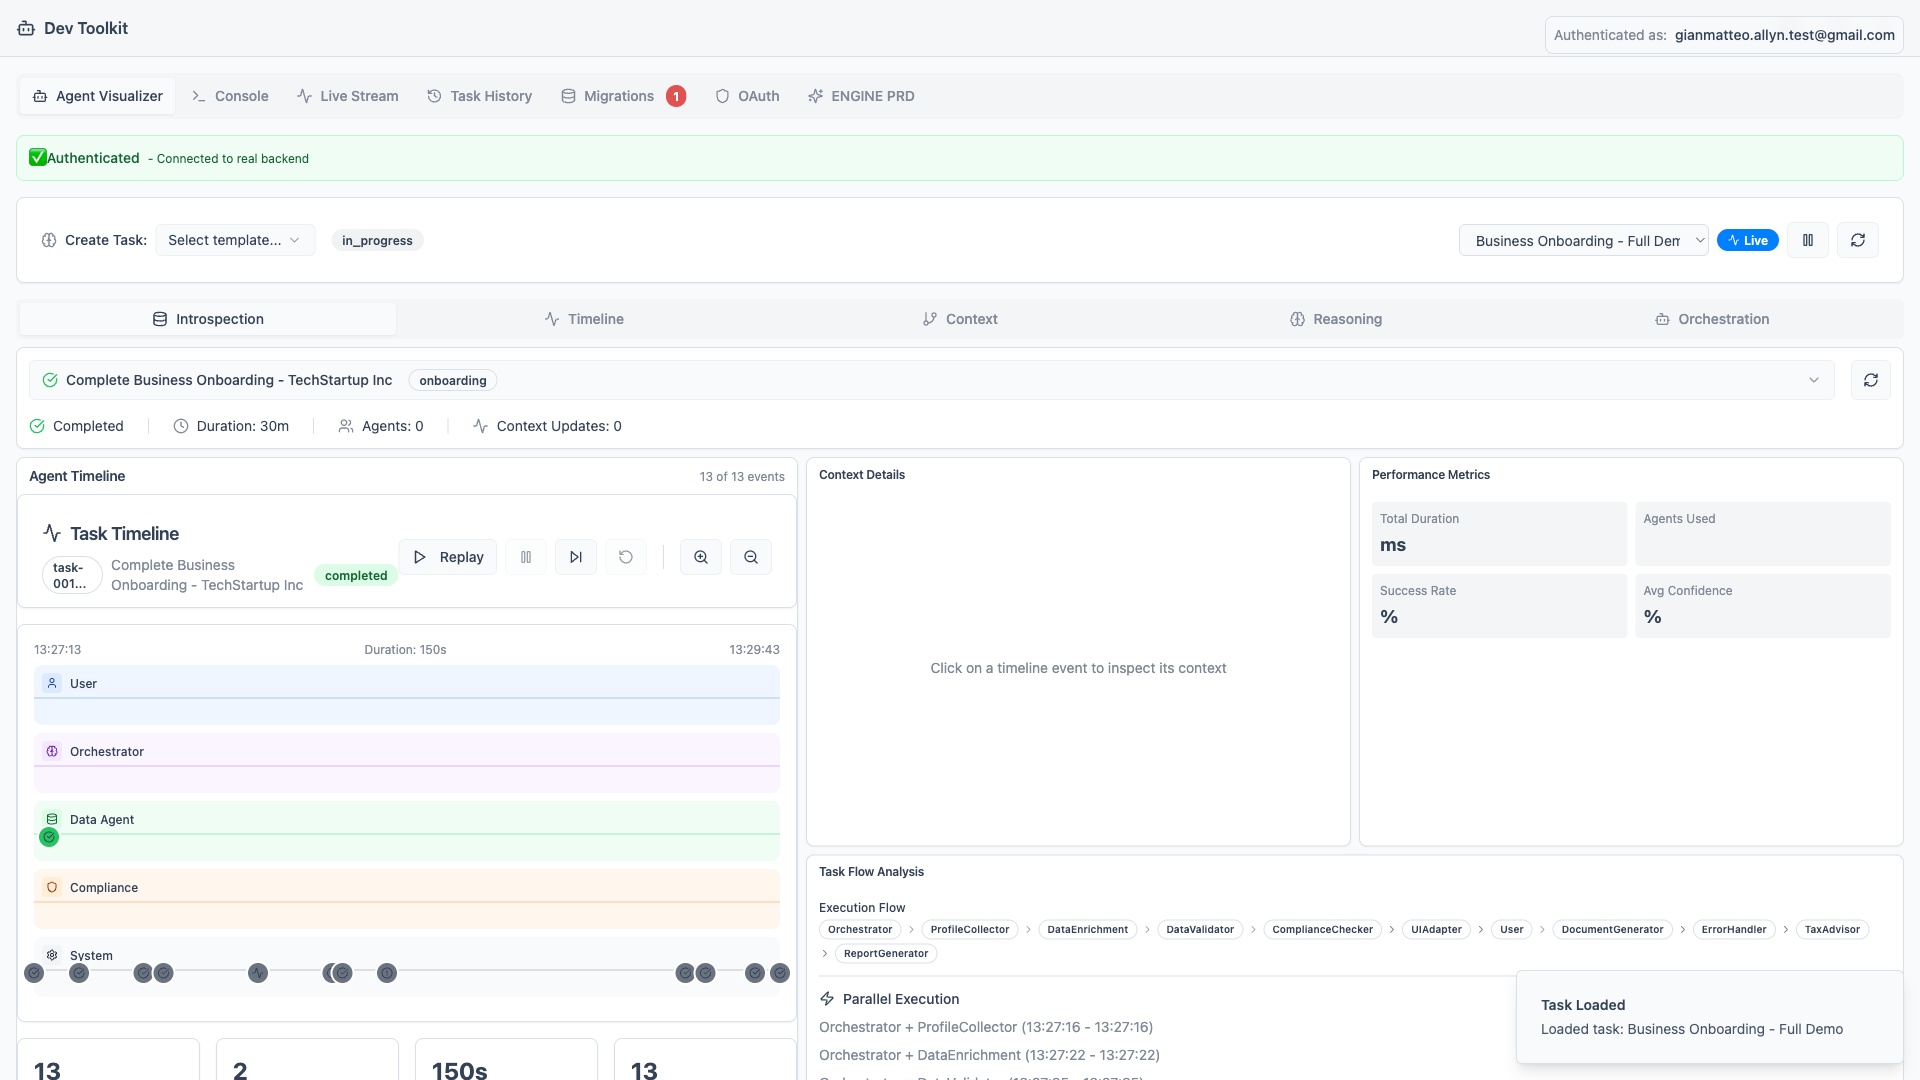 Dev Toolkit
Authenticated as: gianmatteo.allyn.test@gmail.com
Agent Visualizer
Console
Live Stream
Task History
Migrations 1
OAuth
ENGINE PRD
Authenticated - Connected to real backend
Create Task:
Select template...
in_progress
Business Onboarding - Full Dem
Live
Introspection
Timeline
Context
Reasoning
Orchestration
Complete Business Onboarding - TechStartup Inc
onboarding
Completed
Duration: 30m
Agents: 0
Context Updates: 0
Agent Timeline
13 of 13 events
Task Timeline
task-
001...
Complete Business
Onboarding - TechStartup Inc
completed
Replay
13:27:13
Duration: 150s
13:29:43
User
Orchestrator
Data Agent
Compliance
System
13
2
150s
13
Context Details
Click on a timeline event to inspect its context
Performance Metrics
Total Duration
ms
Agents Used
Success Rate
%
Avg Confidence
%
Task Flow Analysis
Execution Flow
Orchestrator
ProfileCollector
DataEnrichment
DataValidator
ComplianceChecker
UIAdapter
User
DocumentGenerator
ErrorHandler
TaxAdvisor
ReportGenerator
Parallel Execution
Orchestrator + ProfileCollector (13:27:16 - 13:27:16)
Orchestrator + DataEnrichment (13:27:22 - 13:27:22)
Task Loaded
Loaded task: Business Onboarding - Full Demo